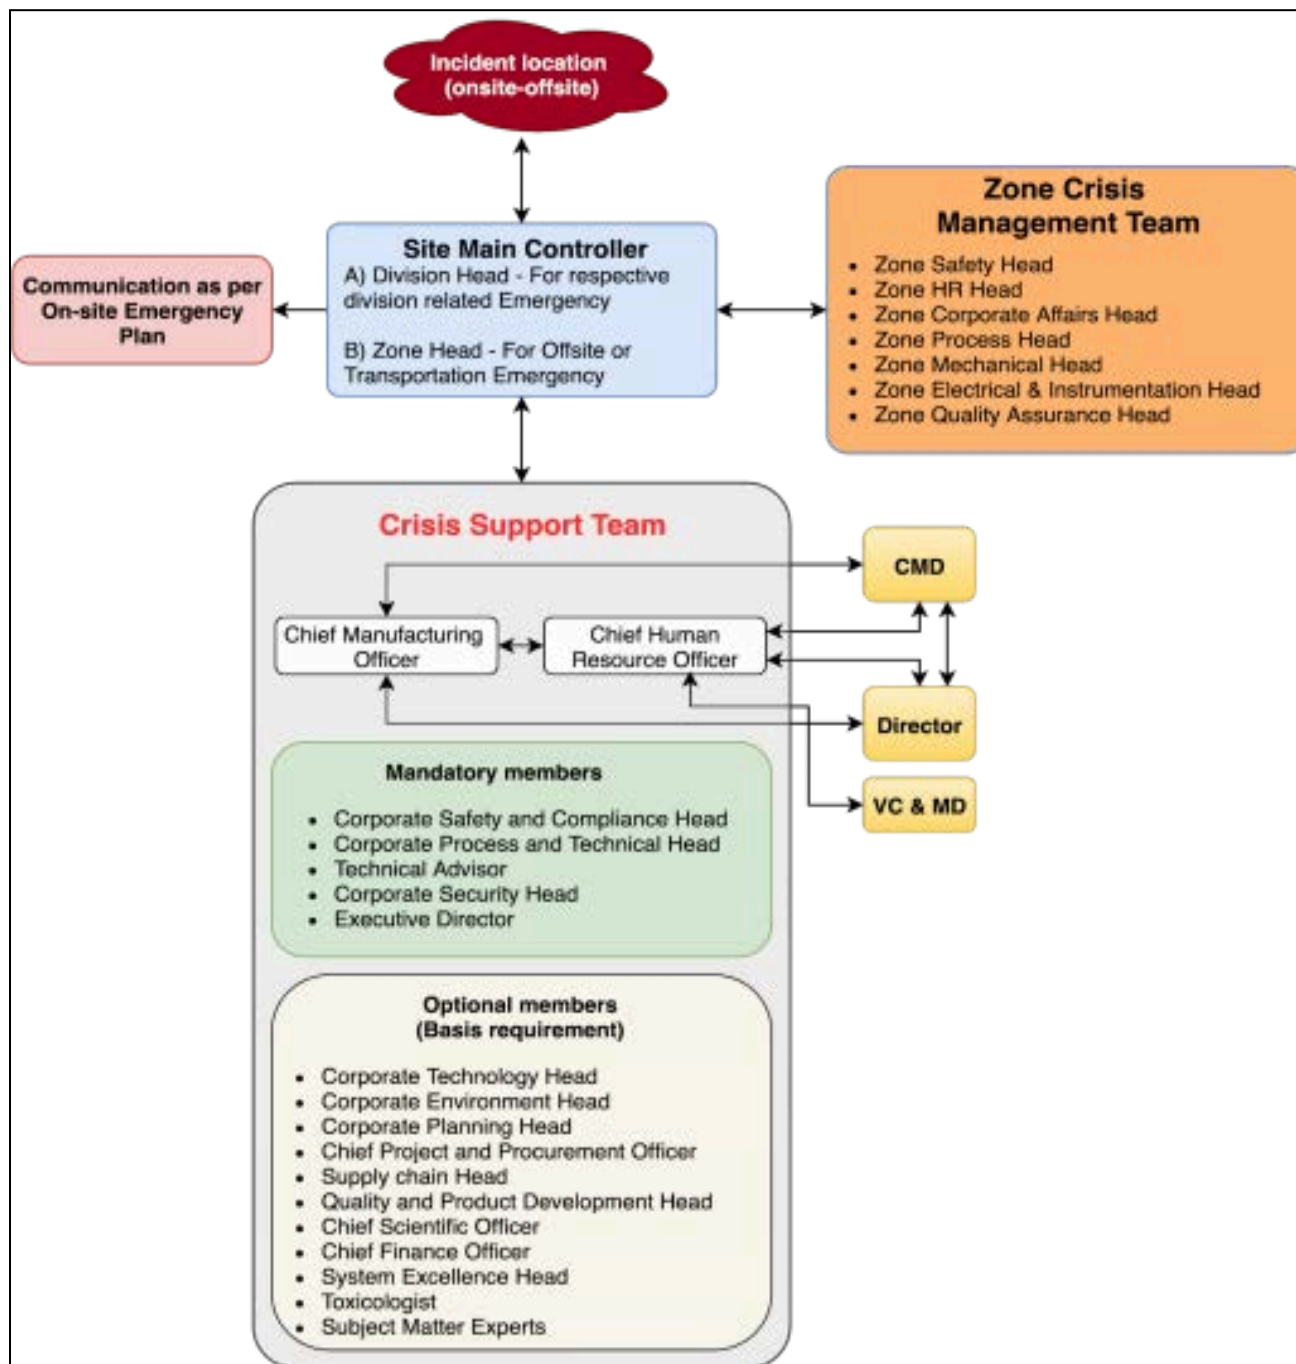 Incident location
(onsite-offsite)
Zone Crisis
Management Team
• Zone Safety Head
• Zone HR Head
• Zone Corporate Affairs Head
• Zone Process Head
• Zone Mechanical Head
• Zone Electrical & Instrumentation Head
• Zone Quality Assurance Head
Site Main Controller
A) Division Head - For respective
division related Emergency
B) Zone Head - For Offsite or
Transportation Emergency
Communication as per
On-site Emergency
Plan
Crisis Support Team
CMD
Chief Manufacturing
Officer
Chief Human
Resource Officer
Director
VC & MD
Mandatory members
• Corporate Safety and Compliance Head
• Corporate Process and Technical Head
• Technical Advisor
• Corporate Security Head
• Executive Director
Optional members
(Basis requirement)
• Corporate Technology Head
• Corporate Environment Head
• Corporate Planning Head
• Chief Project and Procurement Officer
• Supply chain Head
• Quality and Product Development Head
• Chief Scientific Officer
• Chief Finance Officer
• System Excellence Head
• Toxicologist
• Subject Matter Experts